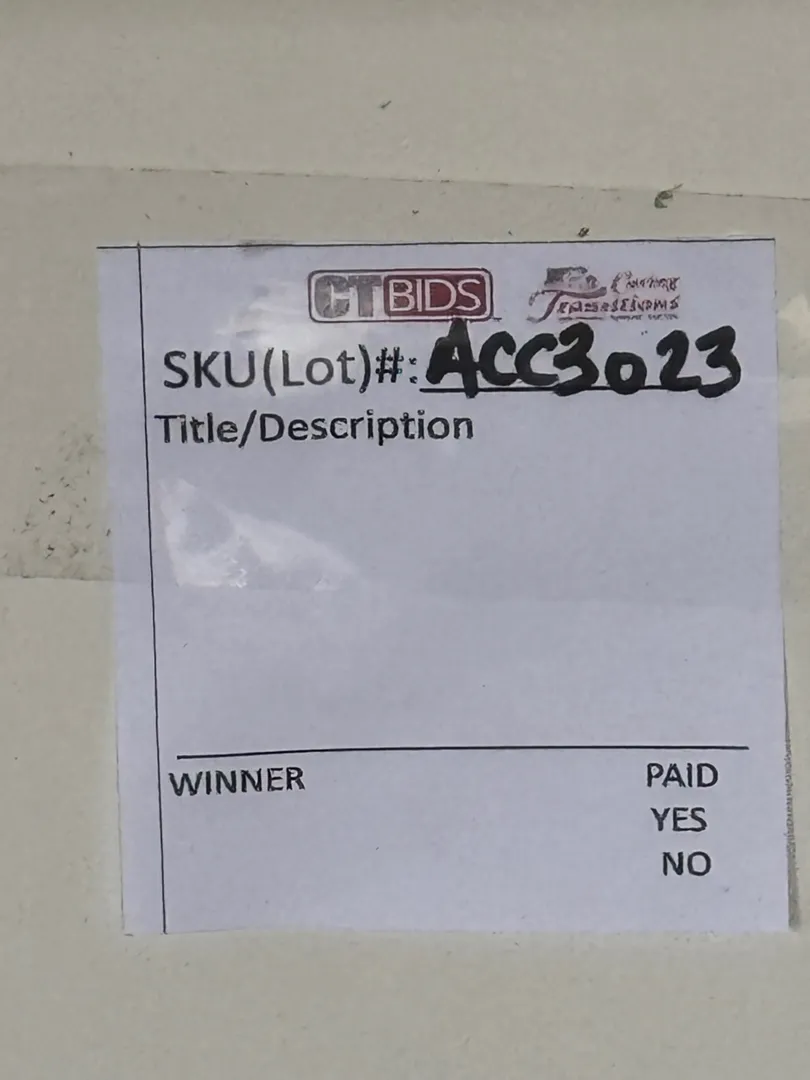 CTBIDS
SKU(Lot)#: ACC3023
Title/Description
WINNER PAID
YES
NO